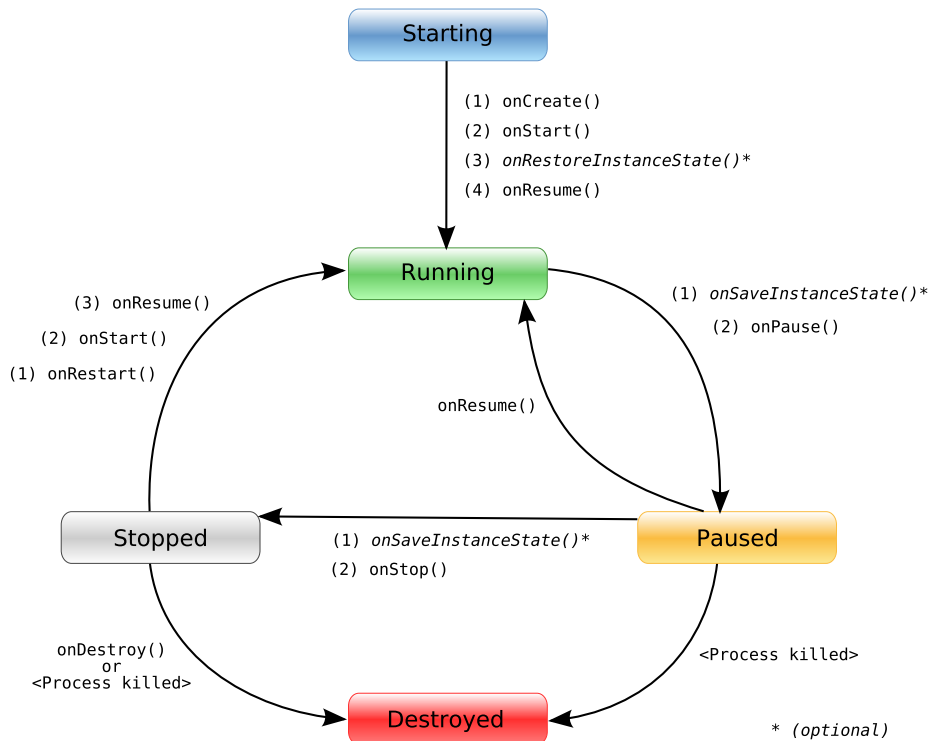 Starting
(1) onCreate()
(2) onStart()
(3) onRestoreInstanceState()*
(4) onResume()
Running
(3) onResume()
(2) onStart()
(1) onRestart()
(1) onSaveInstanceState()*
(2) onPause()
onResume()
Stopped
Paused
(1) onSaveInstanceState()*
(2) onStop()
onDestroy()
or
<Process killed>
<Process killed>
Destroyed
* (optional)